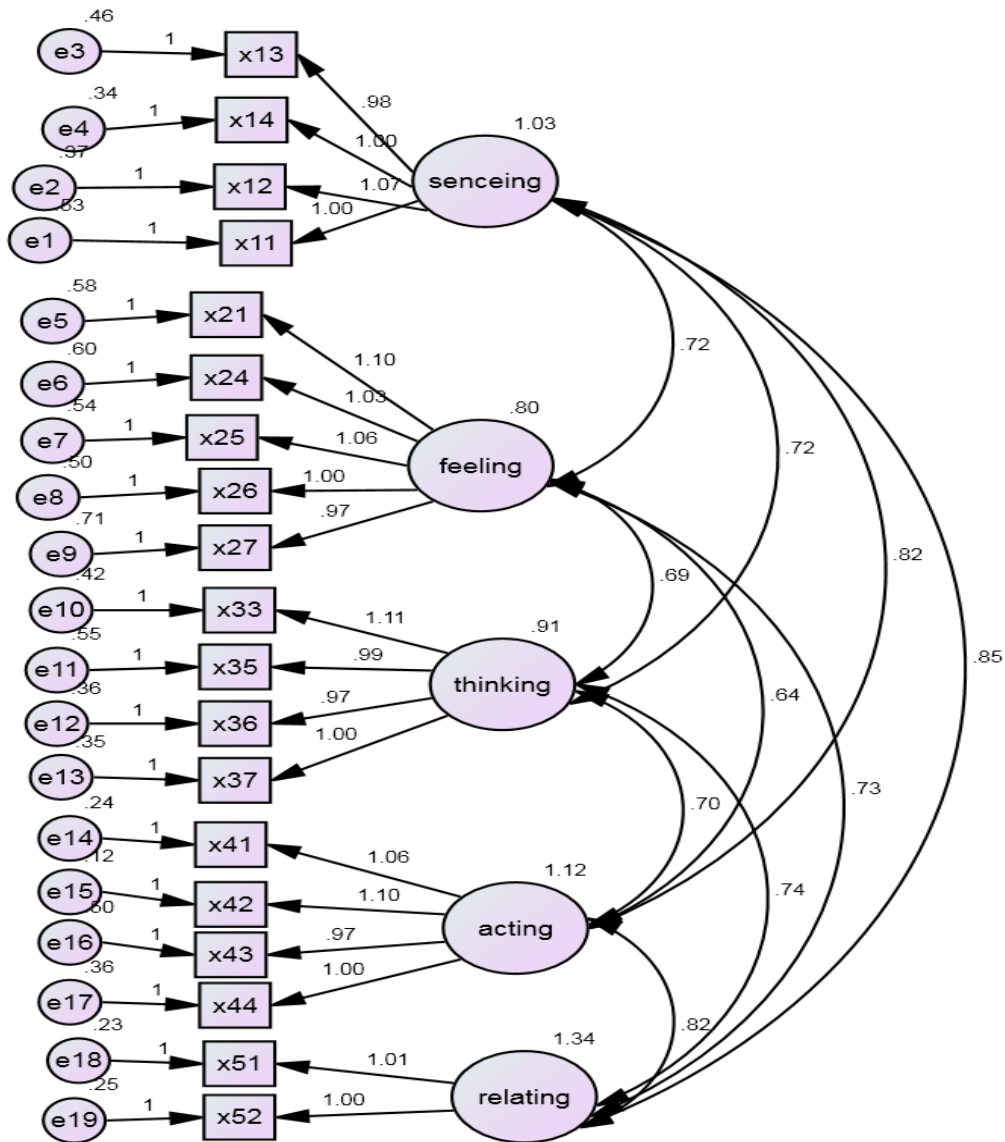 .46
e3 1 x13
.98
.34
e4 1 x14
1.00
1.03
senceing
.37
e2 1 x12
1.07
.53
e1 1 x11
1.00
.58
e5 1 x21
1.10
.72
.60
e6 1 x24
1.03
.80
feeling
.72
.54
e7 1 x25
1.06
.50
e8 1 x26
1.00
.71
e9 1 x27
.97
.82
.69
.42
e10 1 x33
1.11
.91
thinking
.85
.55
e11 1 x35
.99
.64
.36
e12 1 x36
.97
.35
e13 1 x37
1.00
.70
.73
.24
e14 1 x41
1.06
1.12
acting
.74
.12
e15 1 x42
1.10
e16 1 x43
.97
.36
e17 1 x44
1.00
.82
.23
e18 1 x51
1.01
1.34
relating
.25
e19 1 x52
1.00